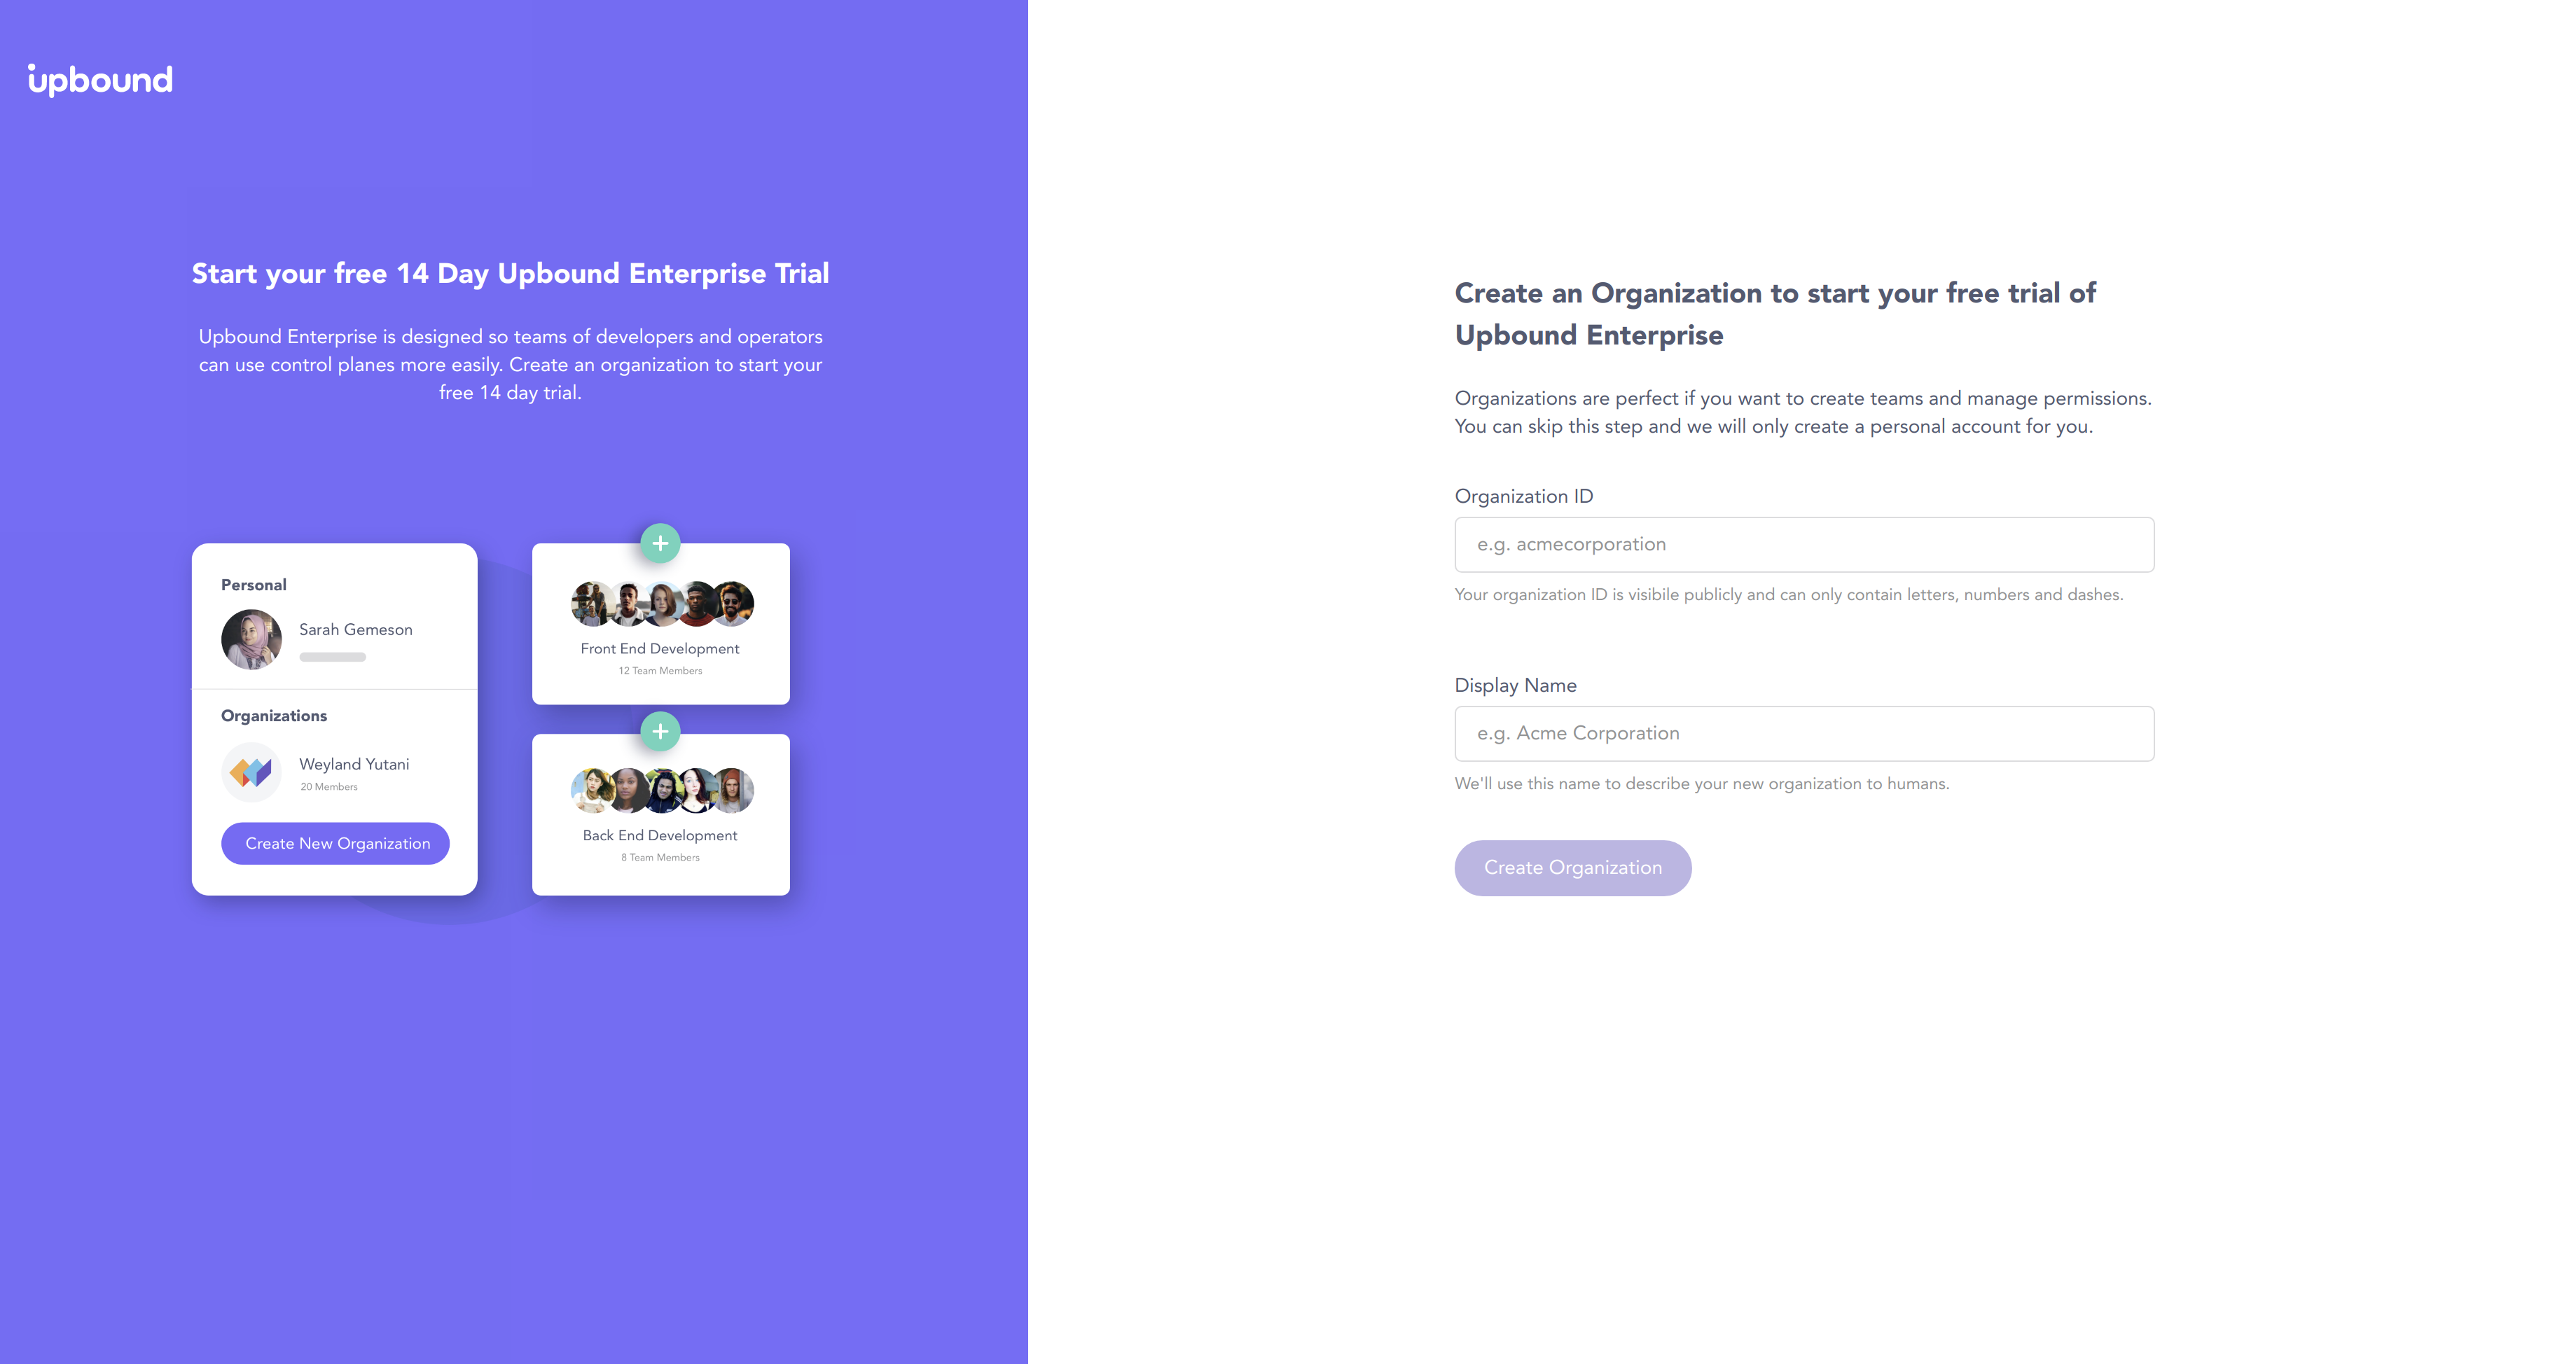 upbound
Start your free 14 Day Upbound Enterprise Trial
Upbound Enterprise is designed so teams of developers and operators
can use control planes more easily. Create an organization to start your
free 14 day trial.
Personal
Sarah Gemeson
Organizations
Weyland Yutani
20 Members
Create New Organization
Front End Development
12 Team Members
Back End Development
8 Team Members
Create an Organization to start your free trial of
Upbound Enterprise
Organizations are perfect if you want to create teams and manage permissions.
You can skip this step and we will only create a personal account for you.
Organization ID
e.g. acmecorporation
Your organization ID is visibile publicly and can only contain letters, numbers and dashes.
Display Name
e.g. Acme Corporation
We'll use this name to describe your new organization to humans.
Create Organization